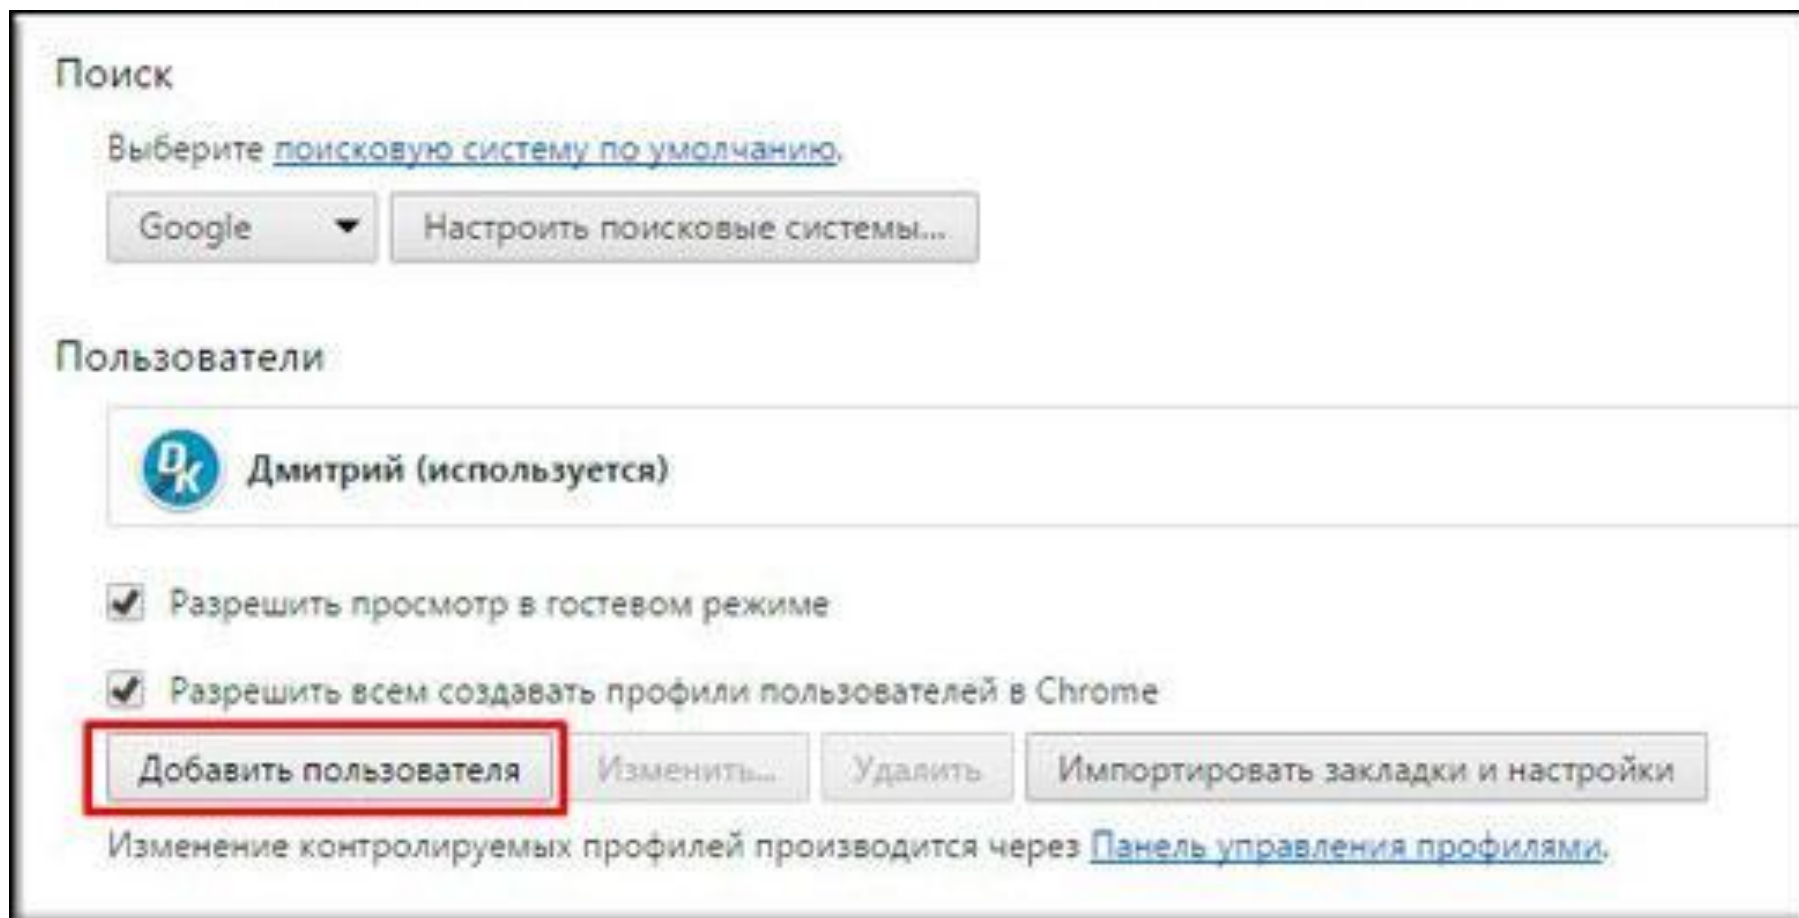 Поиск
Выберите поисковую систему по умолчанию.
Google Настроить поисковые системы...
Пользователи
DK Дмитрий (используется)
Разрешить просмотр в гостевом режиме
Разрешить всем создавать профили пользователей в Chrome
Добавить пользователя Изменить... Удалить Импортировать закладки и настройки
Изменение контролируемых профилей производится через Панель управления профилями.